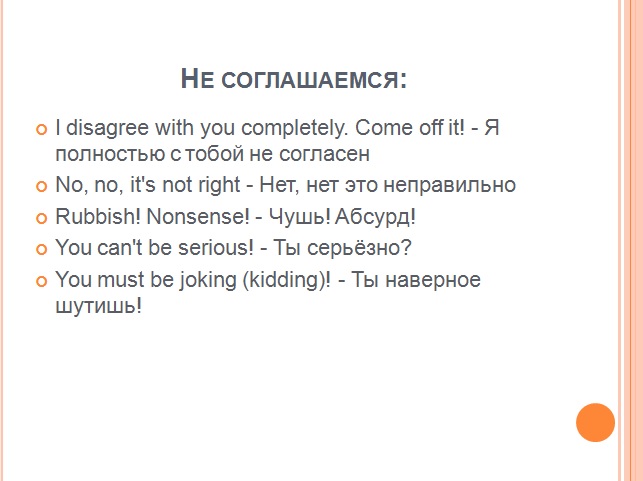 Не соглашаемся:
I disagree with you completely. Come off it! - Я
полностью с тобой не согласен
No, no, it's not right - Нет, нет это неправильно
Rubbish! Nonsense! - Чушь! Абсурд!
You can't be serious! - Ты серьёзно?
You must be joking (kidding)! - Ты наверное
шутишь!